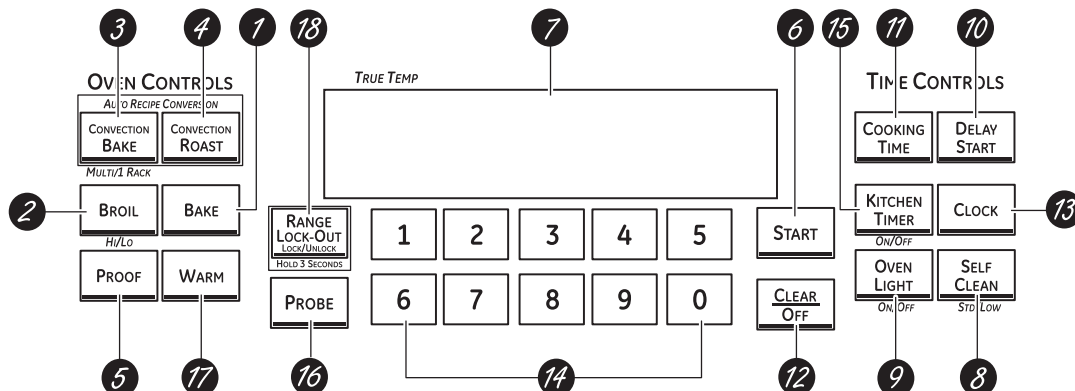 3 4 1 18 7 6 15 11 10
OVEN CONTROLS
AUTO RECIPE CONVERSION
CONVECTION
BAKE
CONVECTION
ROAST
MULTI/1 RACK
2
BROIL
BAKE
HI/LO
PROOF
WARM
TRUE TEMP
RANGE
LOCK-OUT
LOCK/UNLOCK
HOLD 3 SECONDS
PROBE
1 2 3 4 5
6 7 8 9 0
START
CLEAR
OFF
TIME CONTROLS
COOKING
TIME
DELAY
START
KITCHEN
TIMER
CLOCK
13
ON/OFF
OVEN
LIGHT
SELF
CLEAN
ON/OFF
STD/LOW
5 17 16 14 12 9 8